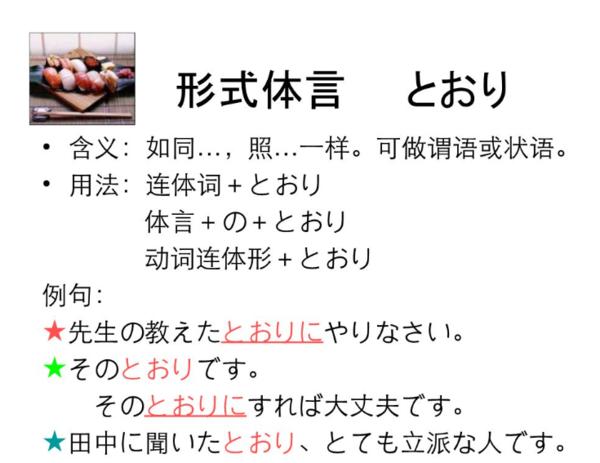 形式体言 とおり
• 含义：如同…，照…一样。可做谓语或状语。
• 用法：连体词＋とおり
体言＋の＋とおり
动词连体形＋とおり
例句：
★先生の教えたとおりにやりなさい。
★そのとおりです。
そのとおりにすれば大丈夫です。
★田中に聞いたとおり、とても立派な人です。